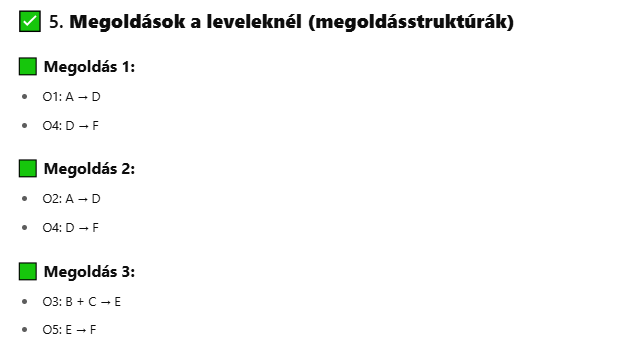 ✅ 5. Megoldások a leveleknél (megoldásstruktúrák)
🟩 Megoldás 1:
• O1: A → D
• O4: D → F
🟩 Megoldás 2:
• O2: A → D
• O4: D → F
🟩 Megoldás 3:
• O3: B + C → E
• O5: E → F